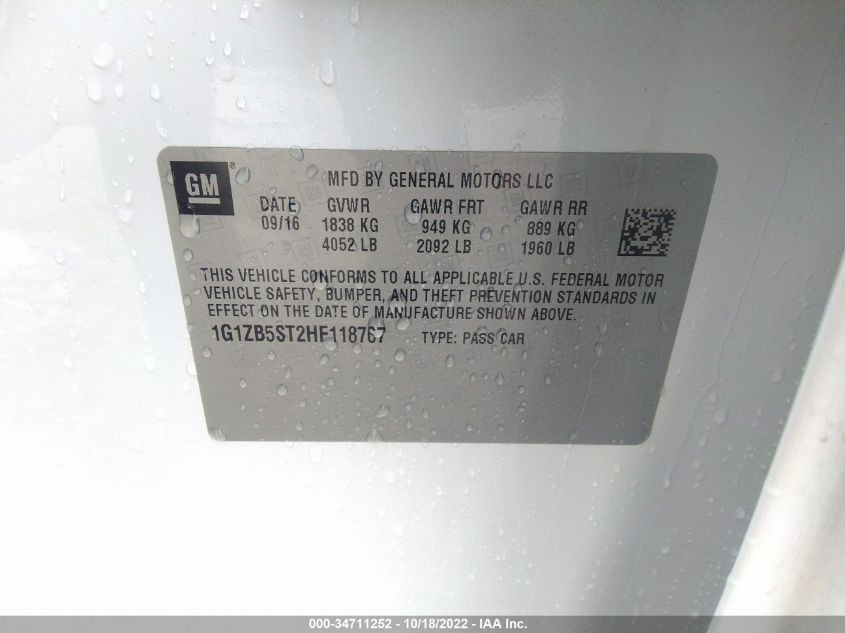 GM®
MFD BY GENERAL MOTORS LLC
DATE GVWR GAWR FRT GAWR RR
09/16 1838 KG 949 KG 889 KG
4052 LB 2092 LB 1960 LB
THIS VEHICLE CONFORMS TO ALL APPLICABLE U.S. FEDERAL MOTOR
VEHICLE SAFETY, BUMPER, AND THEFT PREVENTION STANDARDS IN
EFFECT ON THE DATE OF MANUFACTURE SHOWN ABOVE.
1G1ZB5ST2HF118767 TYPE: PASS CAR
000-34711252 - 10/18/2022 - IAA Inc.